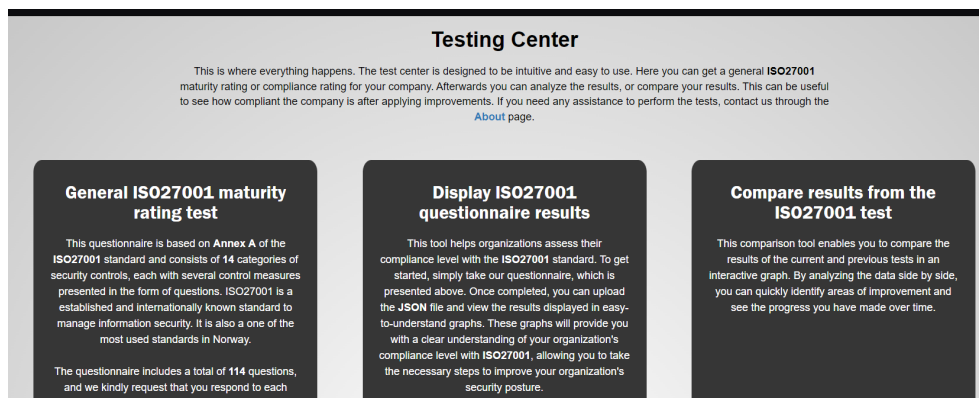 Testing Center
This is where everything happens. The test center is designed to be intuitive and easy to use. Here you can get a general ISO27001
maturity rating or compliance rating for your company. Afterwards you can analyze the results, or compare your results. This can be useful
to see how compliant the company is after applying improvements. If you need any assistance to perform the tests, contact us through the
About page.
General ISO27001 maturity
rating test
This questionnaire is based on Annex A of the
ISO27001 standard and consists of 14 categories of
security controls, each with several control measures
presented in the form of questions. ISO27001 is a
established and internationally known standard to
manage information security. It is also a one of the
most used standards in Norway.
The questionnaire includes a total of 114 questions,
and we kindly request that you respond to each
Display ISO27001
questionnaire results
This tool helps organizations assess their
compliance level with the ISO27001 standard. To get
started, simply take our questionnaire, which is
presented above. Once completed, you can upload
the JSON file and view the results displayed in easy-
to-understand graphs. These graphs will provide you
with a clear understanding of your organization's
compliance level with ISO27001, allowing you to take
the necessary steps to improve your organization's
security posture.
Compare results from the
ISO27001 test
This comparison tool enables you to compare the
results of the current and previous tests in an
interactive graph. By analyzing the data side by side,
you can quickly identify areas of improvement and
see the progress you have made over time.